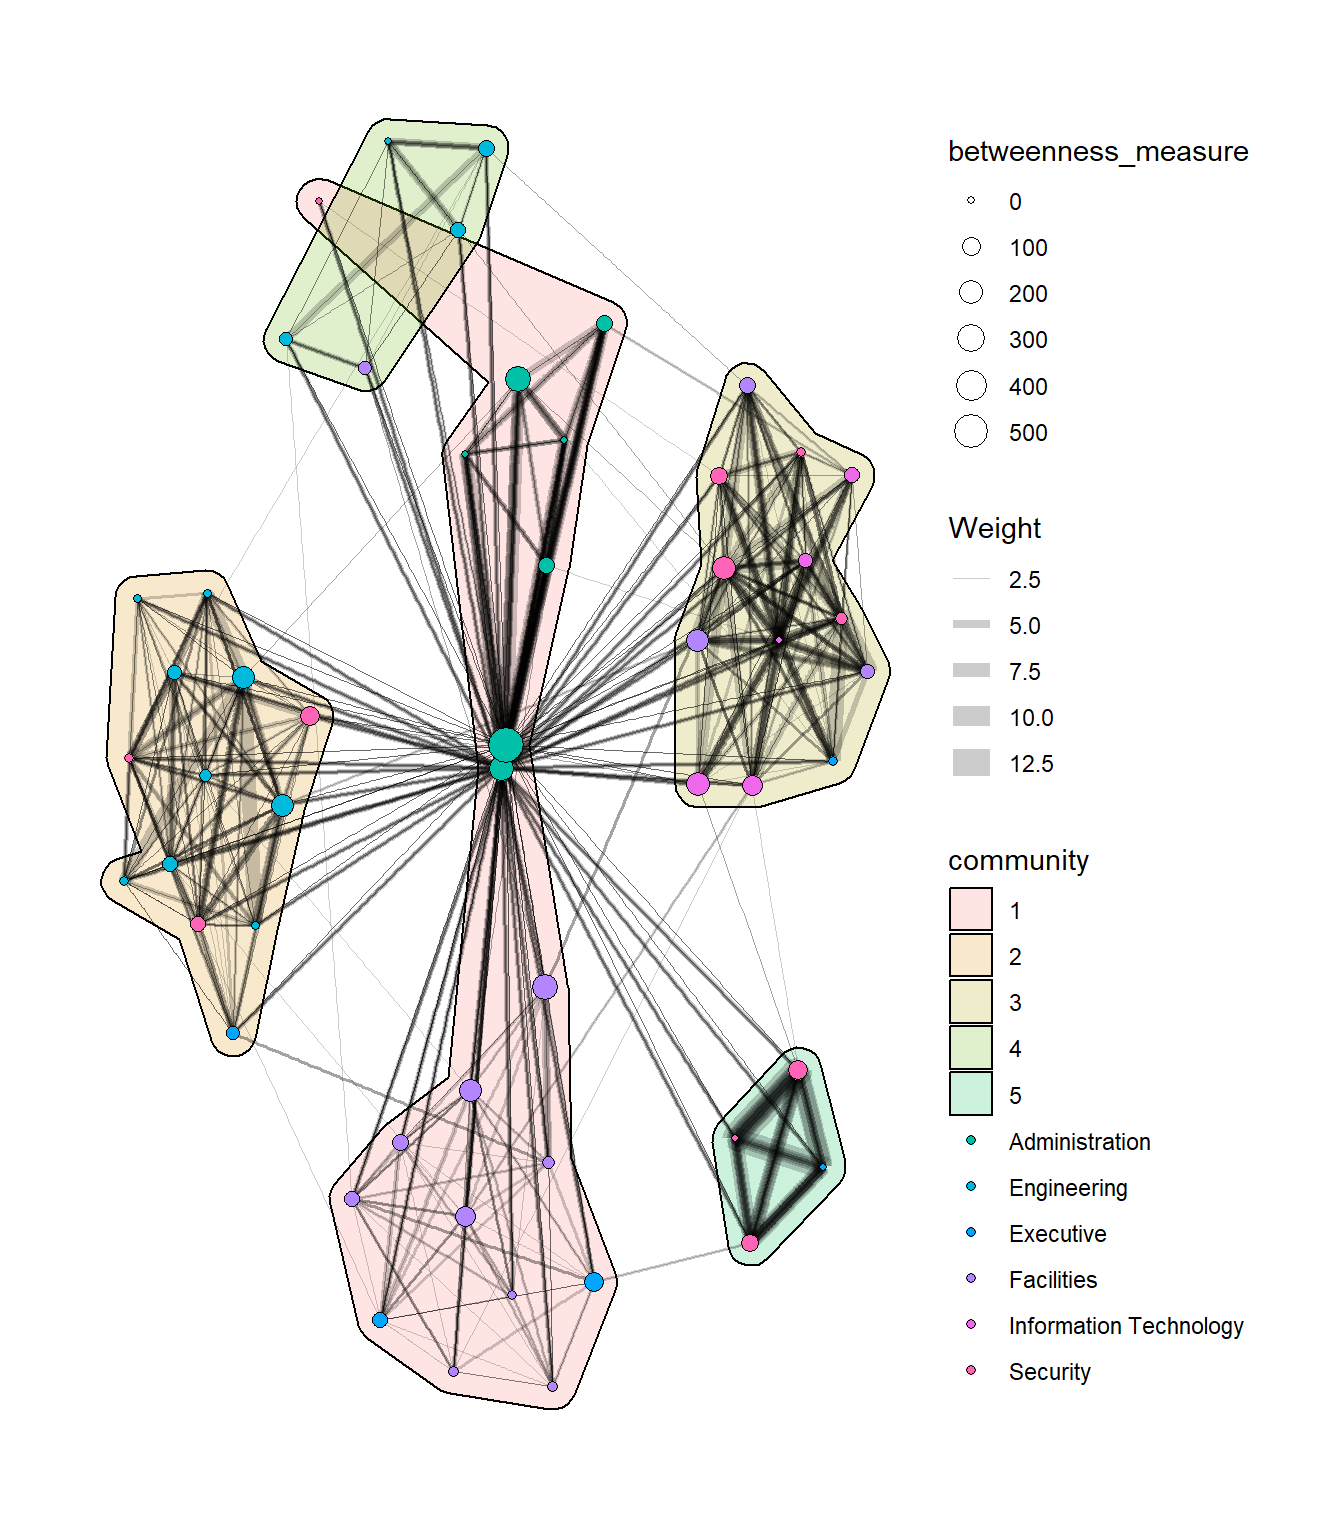 betweenness_measure
0
100
200
300
400
500
Weight
2.5
5.0
7.5
10.0
12.5
community
1
2
3
4
5
Administration
Engineering
Executive
Facilities
Information Technology
Security